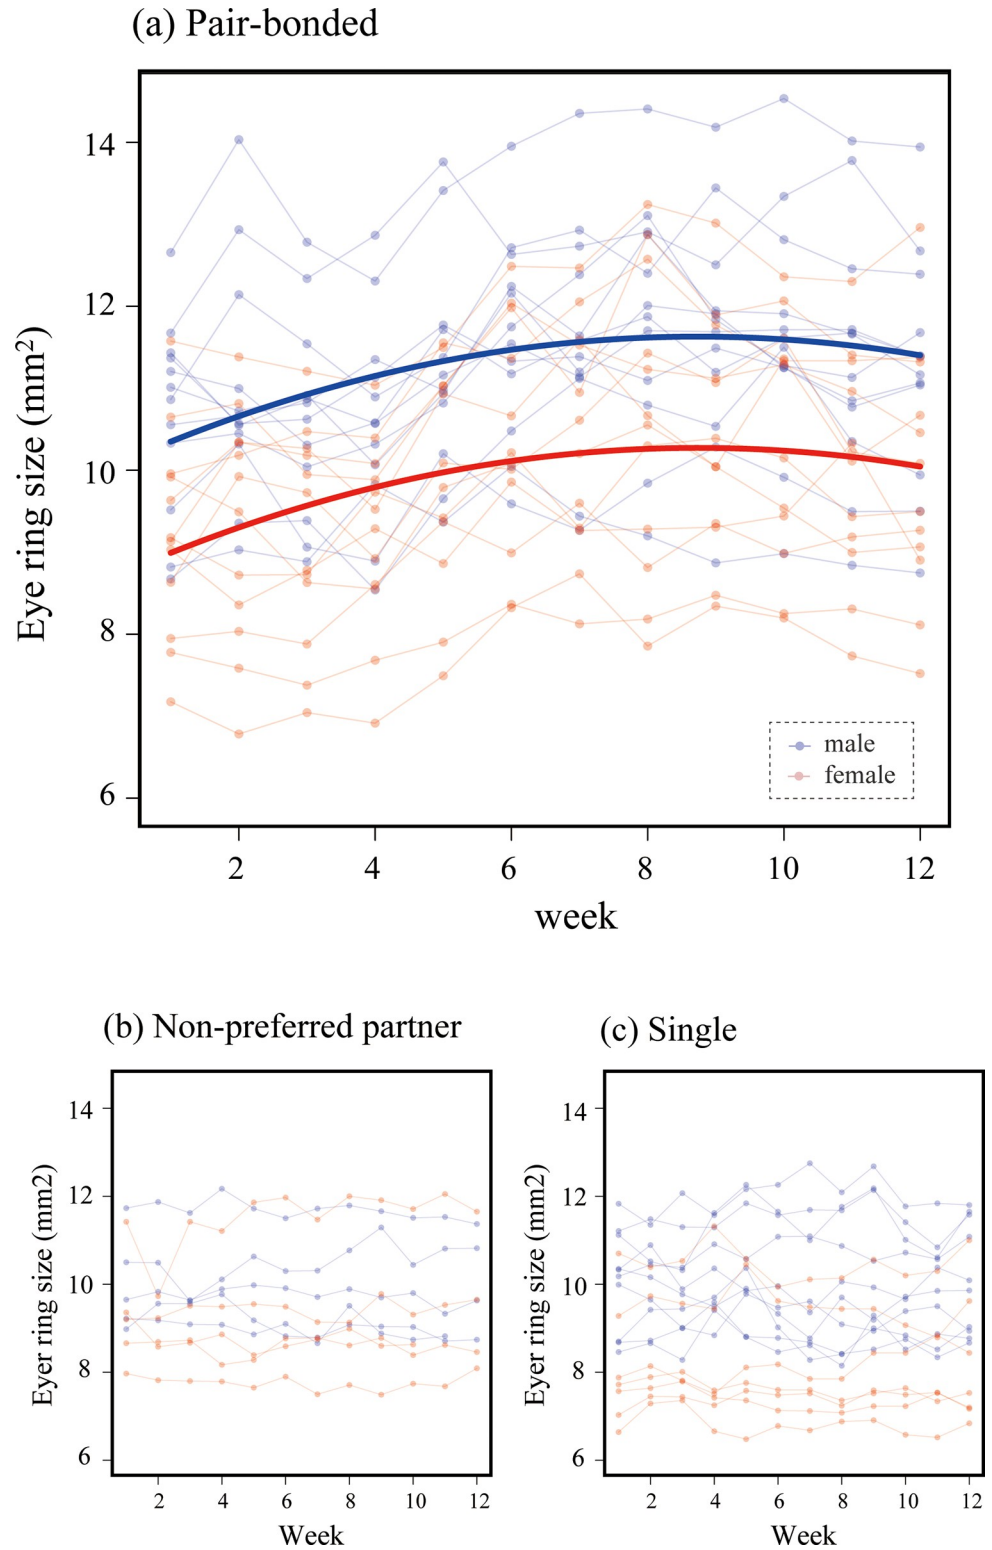 (a) Pair-bonded
14
12
10
8
6
Eye ring size (mm²)
male
female
2 4 6 8 10 12
week
(b) Non-preferred partner
14
12
10
8
6
Eyer ring size (mm2)
2 4 6 8 10 12
Week
(c) Single
14
12
10
8
6
Eyer ring size (mm2)
2 4 6 8 10 12
Week